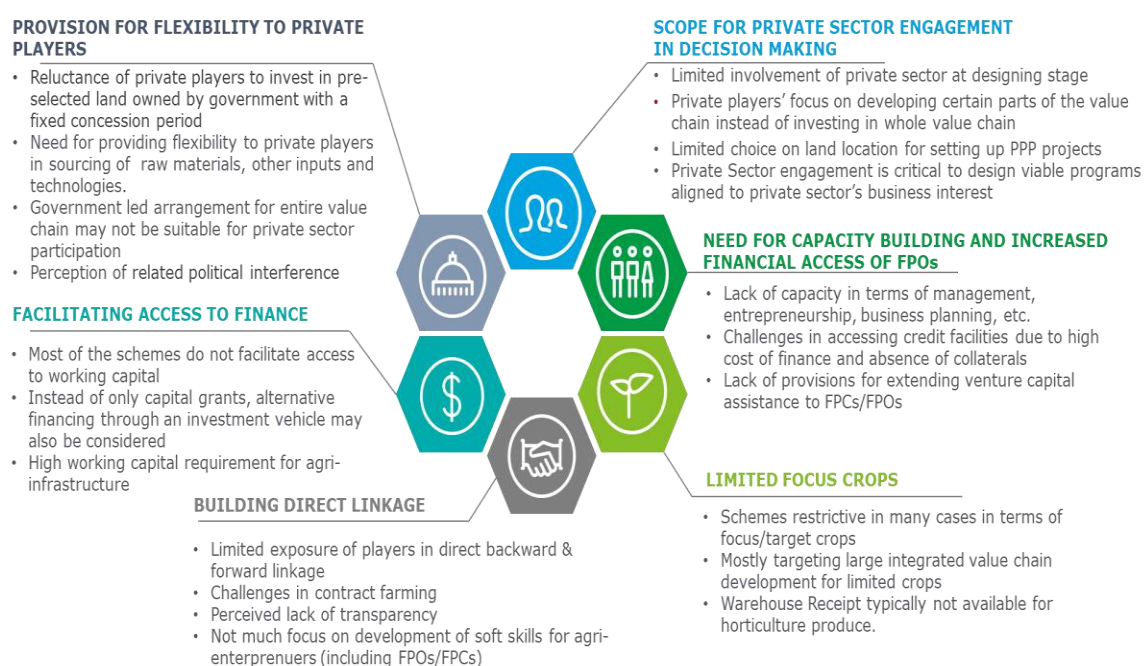 PROVISION FOR FLEXIBILITY TO PRIVATE
PLAYERS
• Reluctance of private players to invest in pre-
selected land owned by government with a
fixed concession period
• Need for providing flexibility to private players
in sourcing of raw materials, other inputs and
technologies.
• Government led arrangement for entire value
chain may not be suitable for private sector
participation
• Perception of related political interference
SCOPE FOR PRIVATE SECTOR ENGAGEMENT
IN DECISION MAKING
• Limited involvement of private sector at designing stage
• Private players' focus on developing certain parts of the value
chain instead of investing in whole value chain
• Limited choice on land location for setting up PPP projects
• Private Sector engagement is critical to design viable programs
aligned to private sector's business interest
NEED FOR CAPACITY BUILDING AND INCREASED
FINANCIAL ACCESS OF FPOs
• Lack of capacity in terms of management,
entrepreneurship, business planning, etc.
• Challenges in accessing credit facilities due to high
cost of finance and absence of collaterals
• Lack of provisions for extending venture capital
assistance to FPCs/FPOs
FACILITATING ACCESS TO FINANCE
• Most of the schemes do not facilitate access
to working capital
• Instead of only capital grants, alternative
financing through an investment vehicle may
also be considered
• High working capital requirement for agri-
infrastructure
$
BUILDING DIRECT LINKAGE
• Limited exposure of players in direct backward &
forward linkage
• Challenges in contract farming
• Perceived lack of transparency
• Not much focus on development of soft skills for agri-
enterprenuers (including FPOs/FPCs)
LIMITED FOCUS CROPS
• Schemes restrictive in many cases in terms of
focus/target crops
• Mostly targeting large integrated value chain
development for limited crops
• Warehouse Receipt typically not available for
horticulture produce.